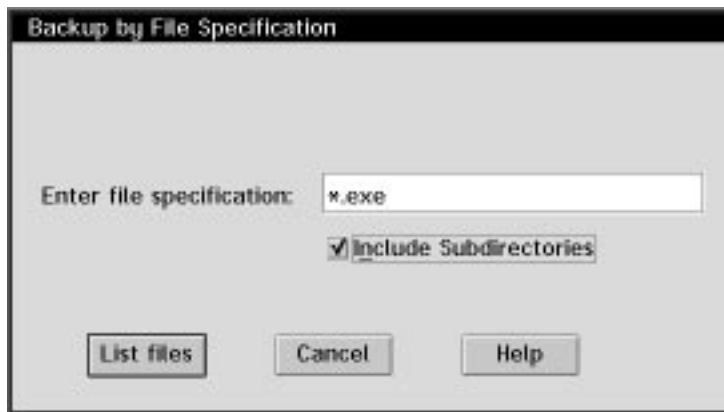 Backup by File Specification
Enter file specification: *.exe
Include Subdirectories
List files Cancel Help